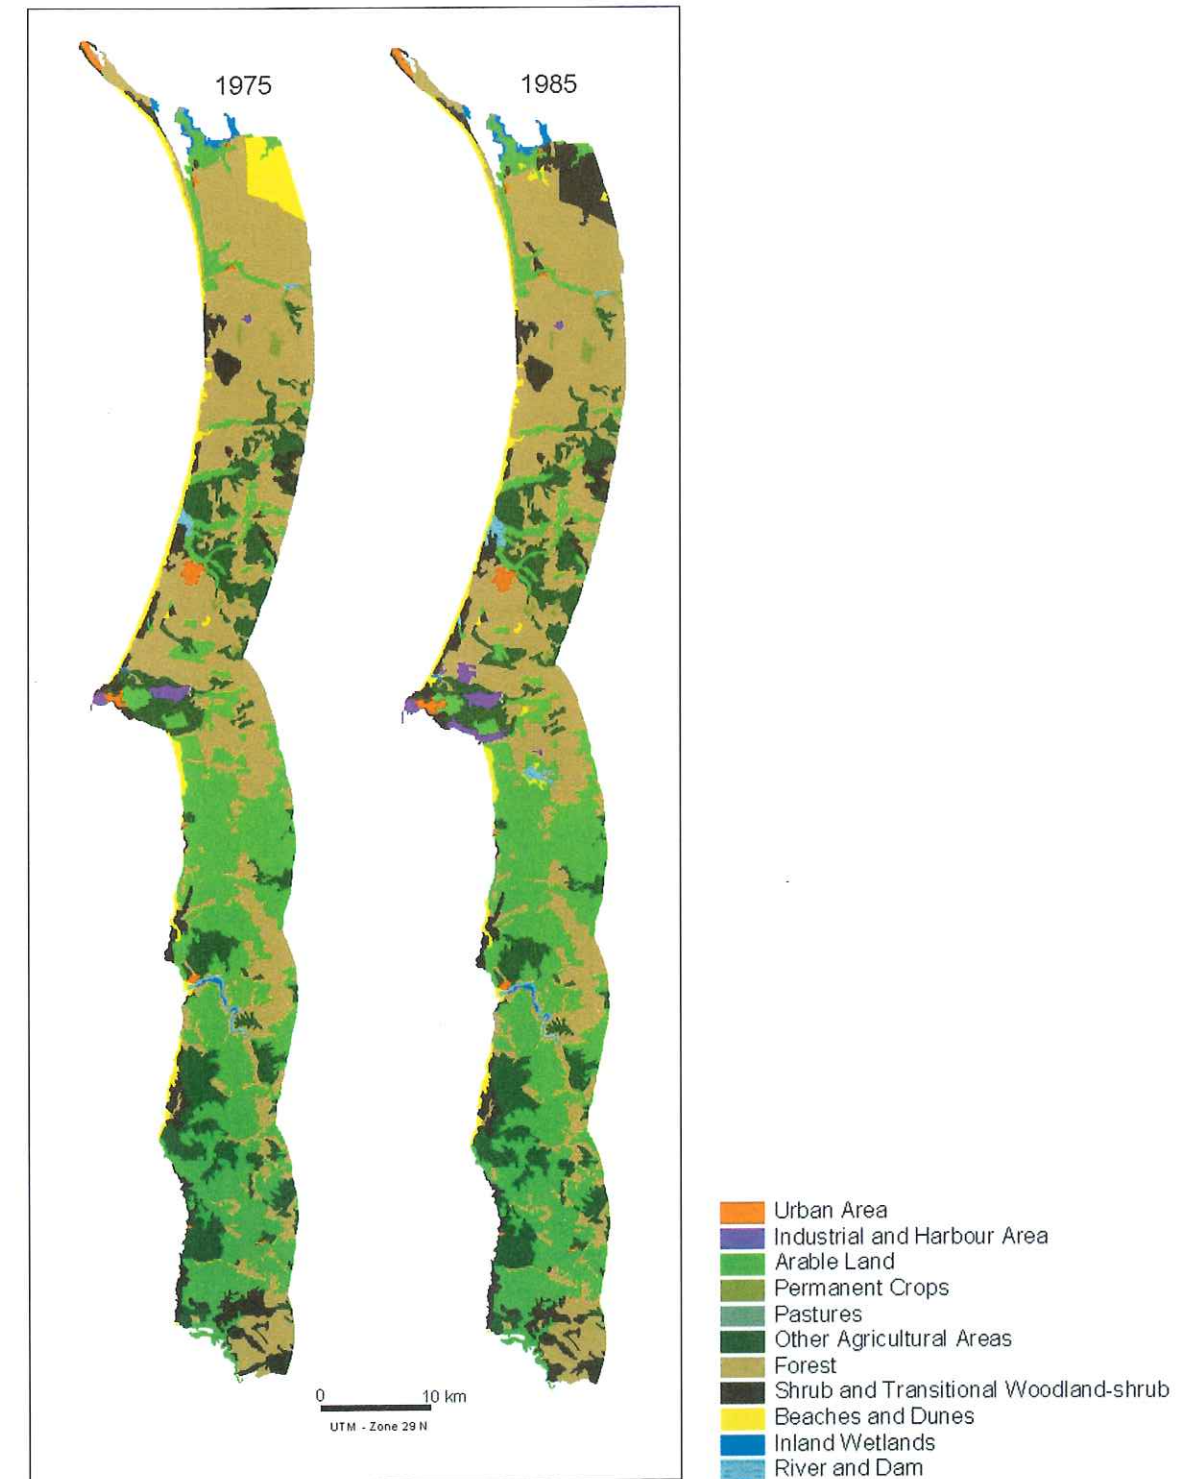 1975
1985
0 10 km
UTM - Zone 29 N
Urban Area
Industrial and Harbour Area
Arable Land
Permanent Crops
Pastures
Other Agricultural Areas
Forest
Shrub and Transitional Woodland-shrub
Beaches and Dunes
Inland Wetlands
River and Dam